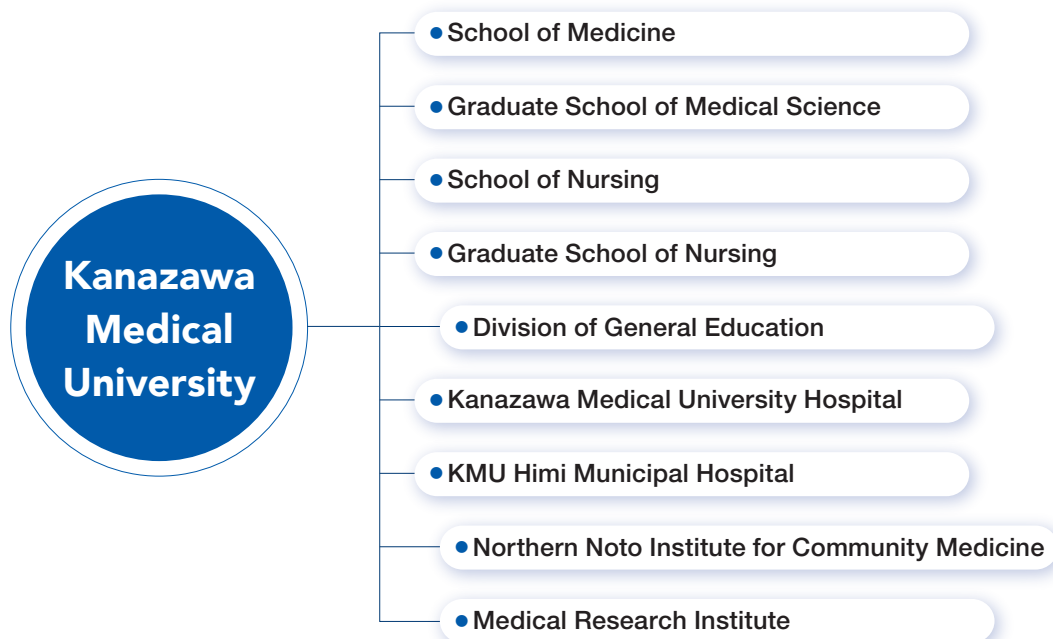 Kanazawa
Medical
University
● School of Medicine
● Graduate School of Medical Science
● School of Nursing
● Graduate School of Nursing
● Division of General Education
● Kanazawa Medical University Hospital
● KMU Himi Municipal Hospital
● Northern Noto Institute for Community Medicine
● Medical Research Institute